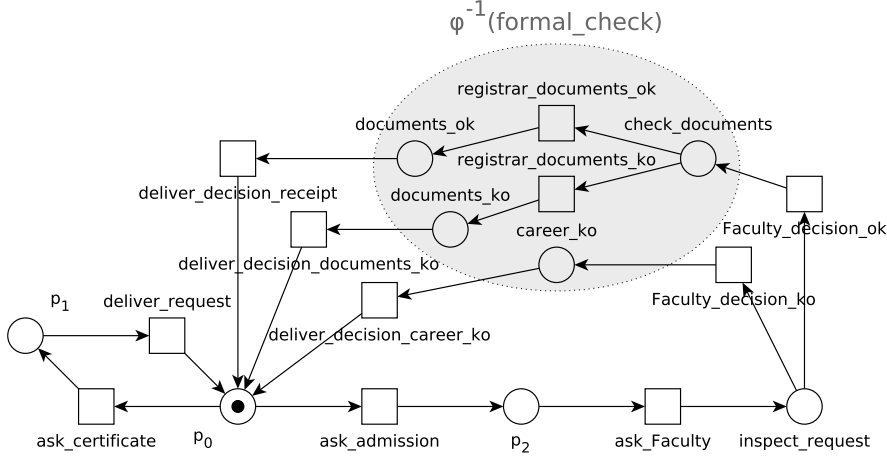 φ⁻¹(formal_check)
registrar_documents_ok
documents_ok
check_documents
registrar_documents_ko
deliver_decision_receipt
documents_ko
career_ko
Faculty_decision_ok
deliver_decision_documents_ko
p₁
deliver_request
Faculty_decision_ko
deliver_decision_career_ko
ask_certificate
p₀
ask_admission
p₂
ask_Faculty
inspect_request